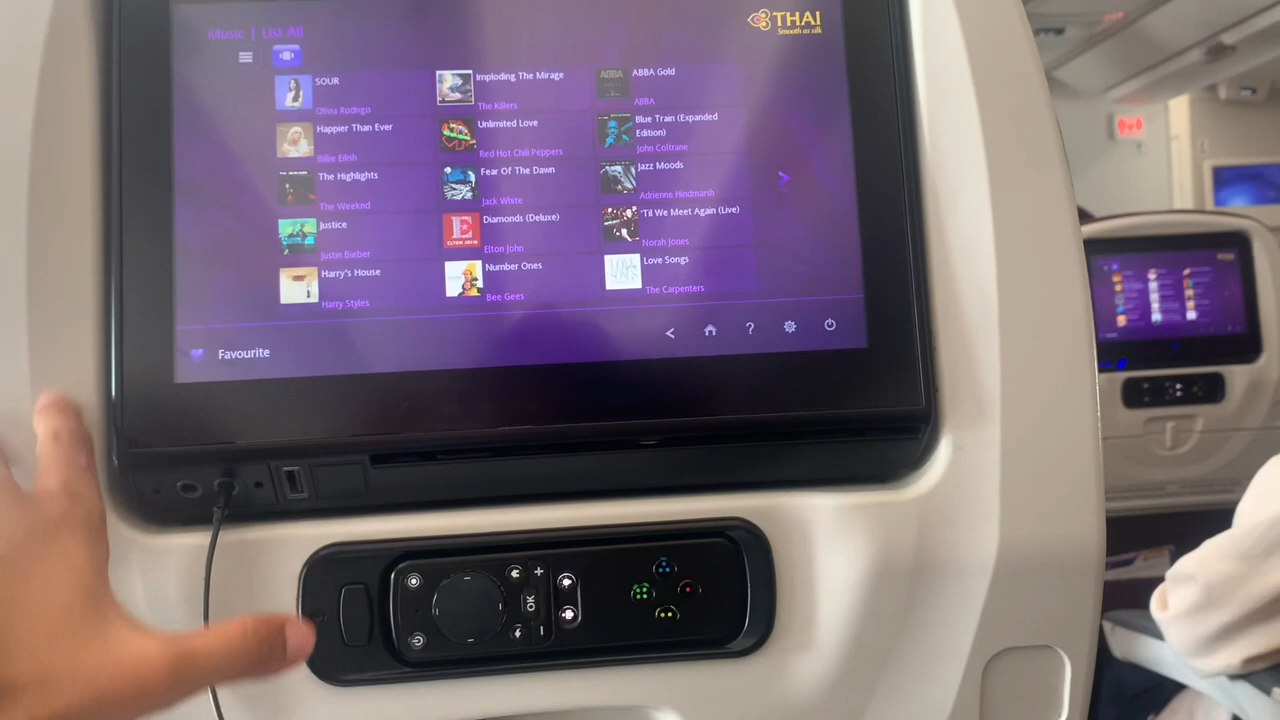 Music | List All
THAI
Smooth as silk
SOUR
Olivia Rodrigo
Happier Than Ever
Billie Eilish
The Highlights
The Weeknd
Justice
Justin Bieber
Harry's House
Harry Styles
Imploding The Mirage
The Killers
Unlimited Love
Red Hot Chili Peppers
Fear Of The Dawn
Jack White
Diamonds (Deluxe)
Elton John
E
ELTON JOHN
Number Ones
Bee Gees
ABBA Gold
ABBA
ABBA
Blue Train (Expanded
Edition)
John Coltrane
Jazz Moods
Adrienne Hindmarsh
'Til We Meet Again (Live)
Norah Jones
Love Songs
The Carpenters
Favourite
?
OK